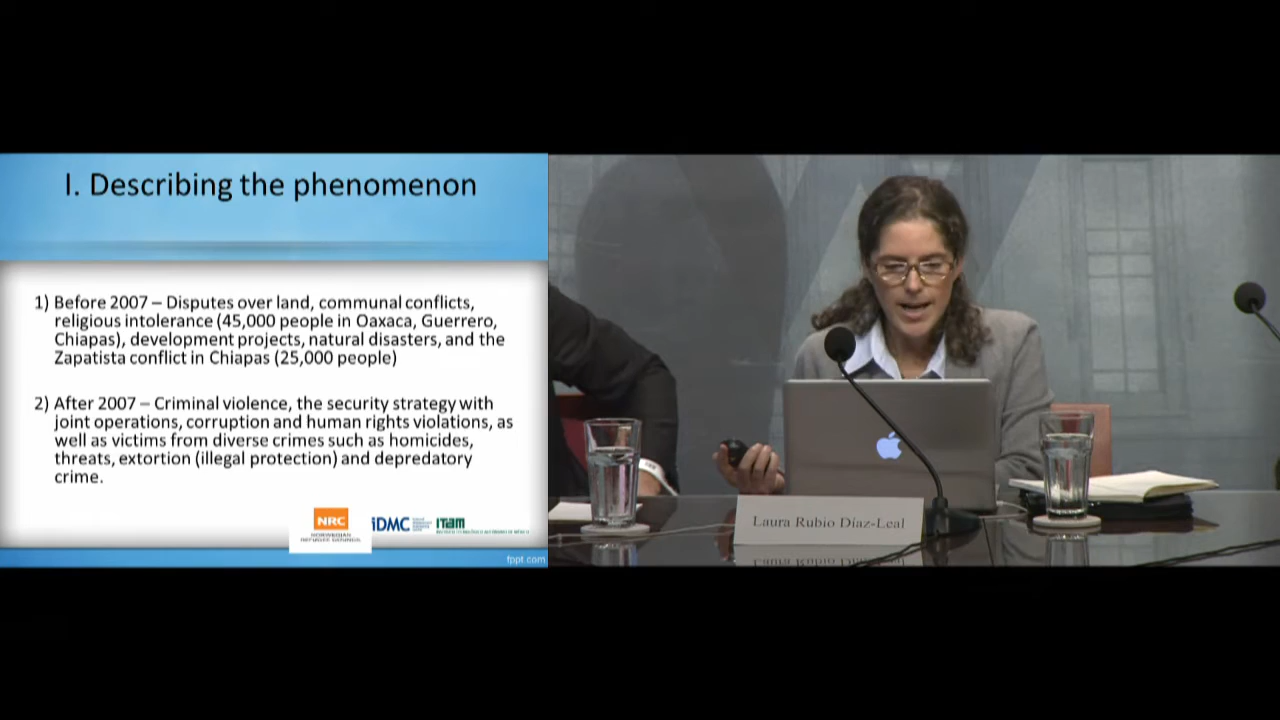 I. Describing the phenomenon
1) Before 2007 – Disputes over land, communal conflicts,
religious intolerance (45,000 people in Oaxaca, Guerrero,
Chiapas), development projects, natural disasters, and the
Zapatista conflict in Chiapas (25,000 people)
2) After 2007 – Criminal violence, the security strategy with
joint operations, corruption and human rights violations, as
well as victims from diverse crimes such as homicides,
threats, extortion (illegal protection) and depredatory
crime.
NRC
NORWEGIAN
REFUGEE COUNCIL
iDMC
ITAM
fppt.com
Laura Rubio Díaz-Leal